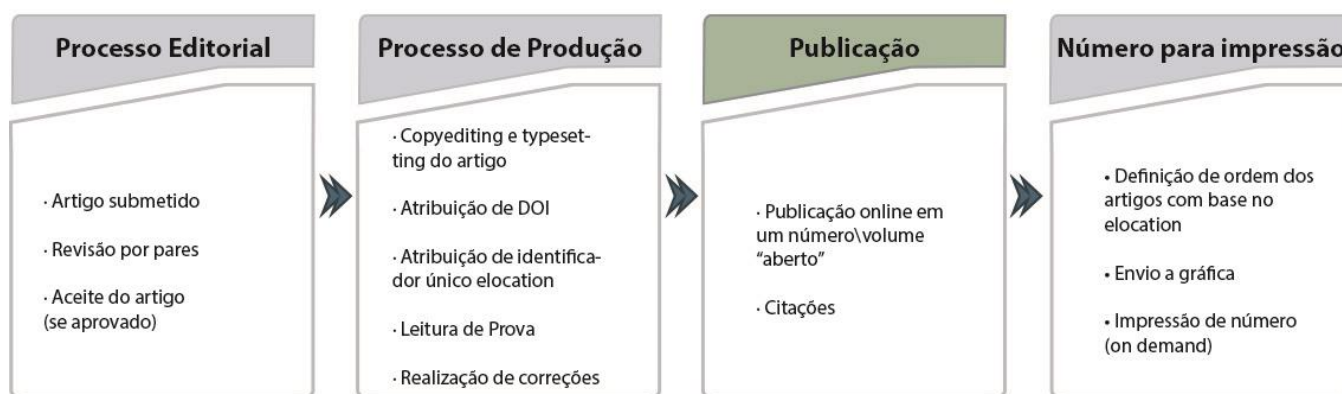 Processo Editorial
· Artigo submetido
· Revisão por pares
· Aceite do artigo
(se aprovado)
Processo de Produção
· Copyediting e typeset-
ting do artigo
· Atribuição de DOI
· Atribuição de identifica-
dor único elocation
· Leitura de Prova
· Realização de correções
Publicação
· Publicação online em
um número\volume
“aberto”
· Citações
Número para impressão
• Definição de ordem dos
artigos com base no
elocation
• Envio a gráfica
• Impressão de número
(on demand)